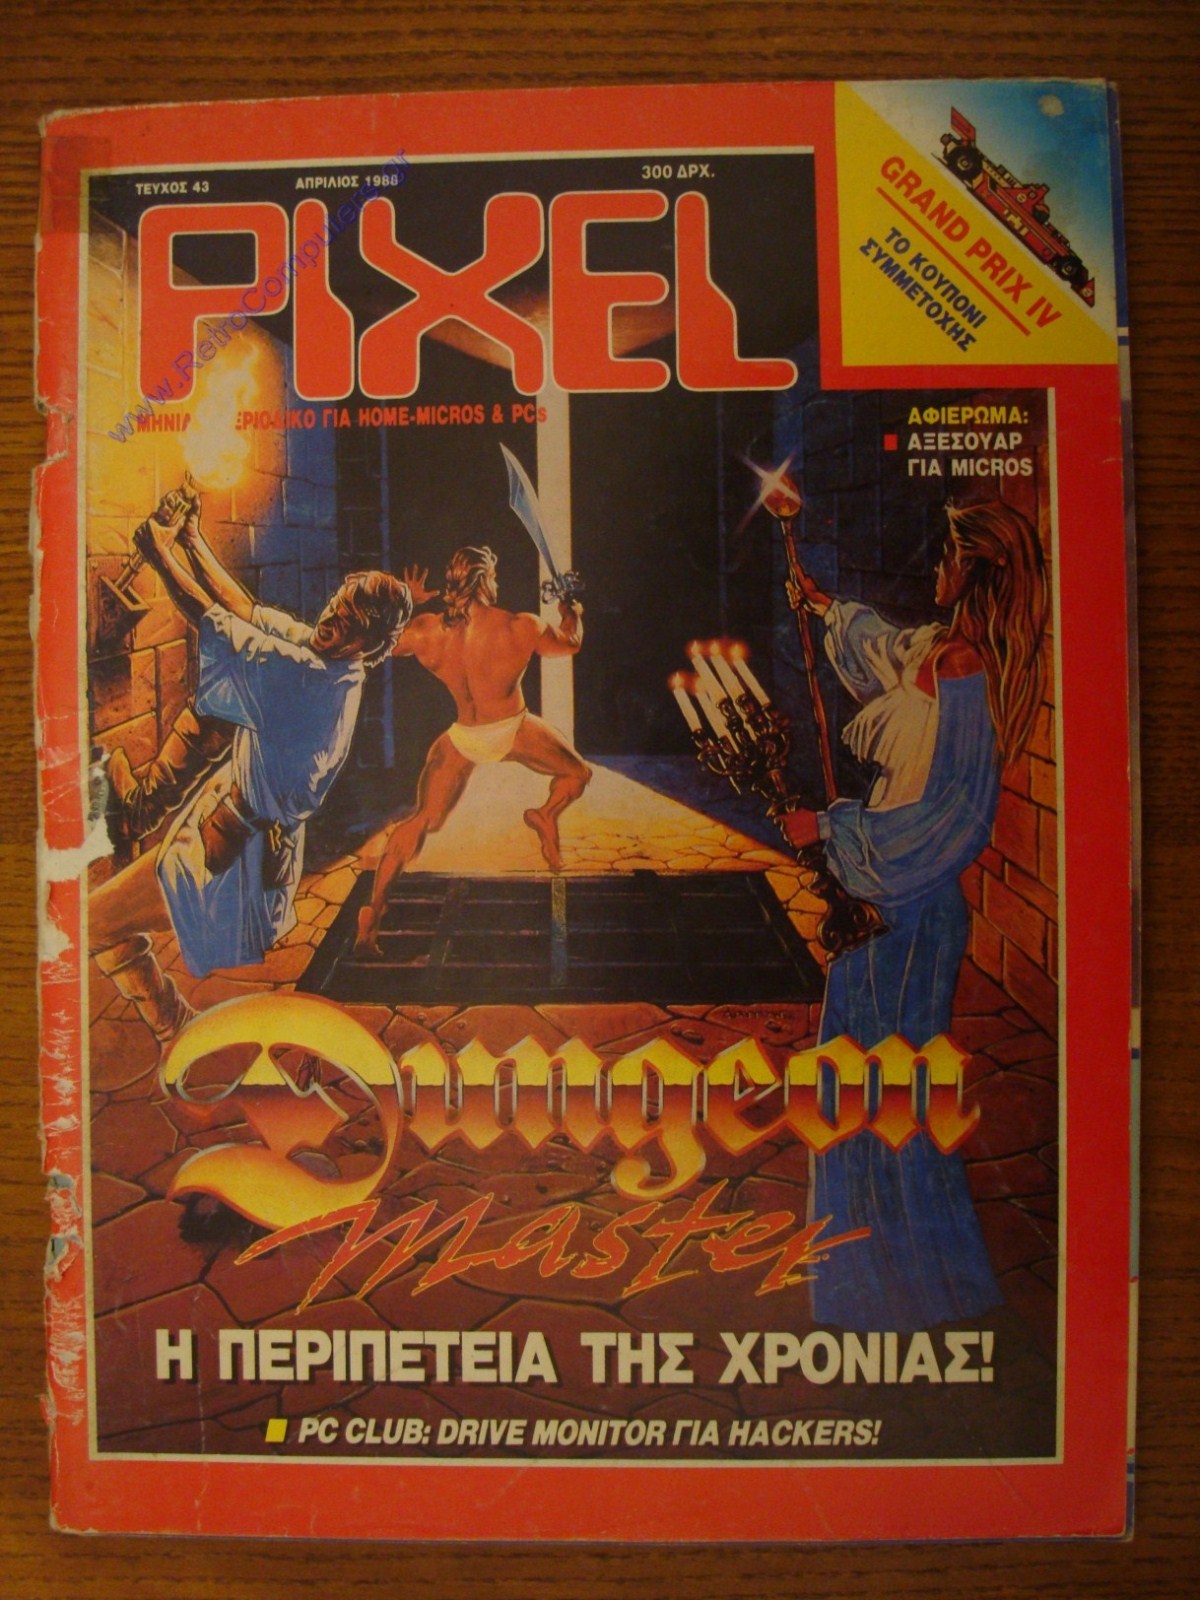 ΤΕΥΧΟΣ 43
ΑΠΡΙΛΙΟΣ 1988
300 ΔΡΧ.
PIXEL
www.RetroComputers.gr
ΓΙΑ HOME-MICROS & PCs
GRAND PRIX IV
ΤΟ ΚΟΥΠΟΝΙ
ΣΥΜΜΕΤΟΧΗΣ
ΑΦΙΕΡΩΜΑ:
ΑΞΕΣΟΥΑΡ
ΓΙΑ MICROS
Dungeon
Master
Η ΠΕΡΙΠΕΤΕΙΑ ΤΗΣ ΧΡΟΝΙΑΣ!
PC CLUB: DRIVE MONITOR ΓΙΑ HACKERS!